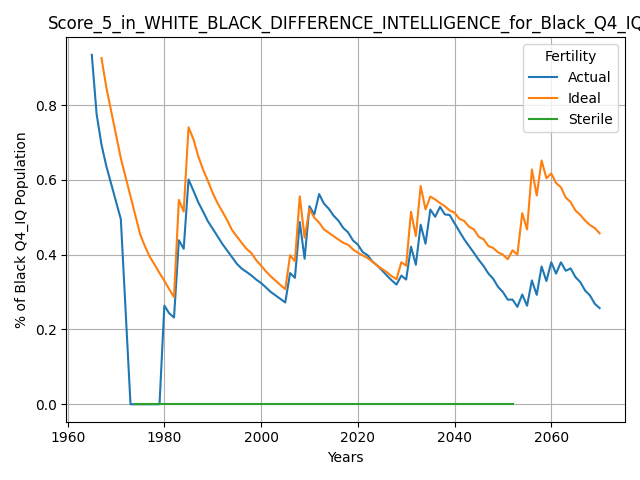 Score_5_in_WHITE_BLACK_DIFFERENCE_INTELLIGENCE_for_Black_Q4_IQ
Fertility
Actual
Ideal
Sterile
% of Black Q4_IQ Population
0.8
0.6
0.4
0.2
0.0
1960 1980 2000 2020 2040 2060
Years